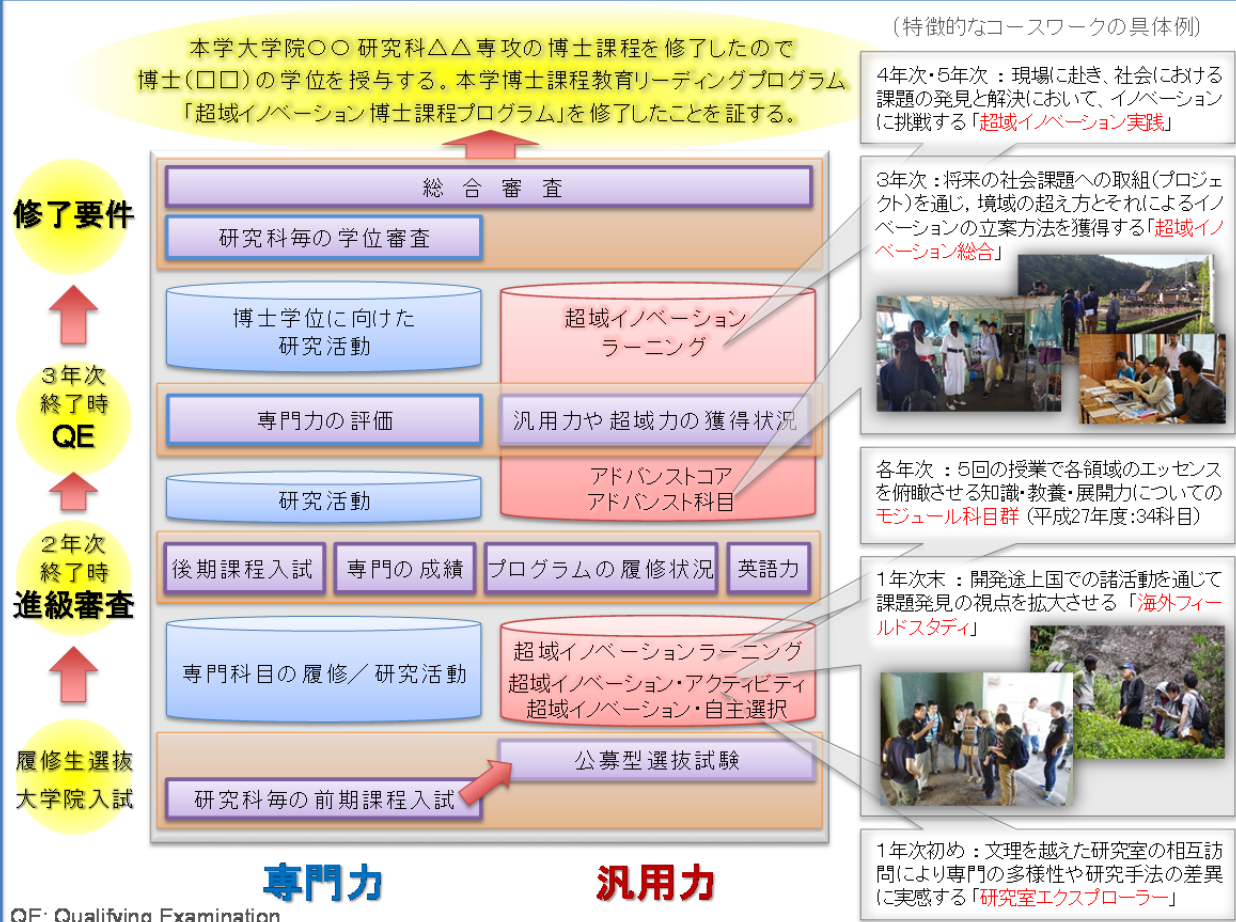 本学大学院○○研究科△△専攻の博士課程を修了したので
博士(□□)の学位を授与する。本学博士課程教育リーディングプログラム
「超域イノベーション博士課程プログラム」を修了したことを証する。
修了要件
総合審査
研究科毎の学位審査
博士学位に向けた
研究活動
超域イノベーション
ラーニング
3年次
終了時
QE
専門力の評価
汎用力や超域力の獲得状況
研究活動
アドバンストコア
アドバンスト科目
2年次
終了時
進級審査
後期課程入試
専門の成績
プログラムの履修状況
英語力
専門科目の履修／研究活動
超域イノベーションラーニング
超域イノベーション・アクティビティ
超域イノベーション・自主選択
履修生選抜
大学院入試
公募型選抜試験
研究科毎の前期課程入試
専門力
汎用力
QE: Qualifying Examination
(特徴的なコースワークの具体例)
4年次・5年次：現場に赴き、社会における
課題の発見と解決において、イノベーション
に挑戦する「超域イノベーション実践」
3年次：将来の社会課題への取組(プロジェ
クト)を通じ，境域の超え方とそれによるイノ
ベーションの立案方法を獲得する「超域イノ
ベーション総合」
各年次：5回の授業で各領域のエッセンス
を俯瞰させる知識・教養・展開力についての
モジュール科目群 (平成27年度:34科目)
1年次末：開発途上国での諸活動を通じて
課題発見の視点を拡大させる 「海外フィー
ルドスタディ」
1年次初め：文理を越えた研究室の相互訪
問により専門の多様性や研究手法の差異
に実感する「研究室エクスプローラー」